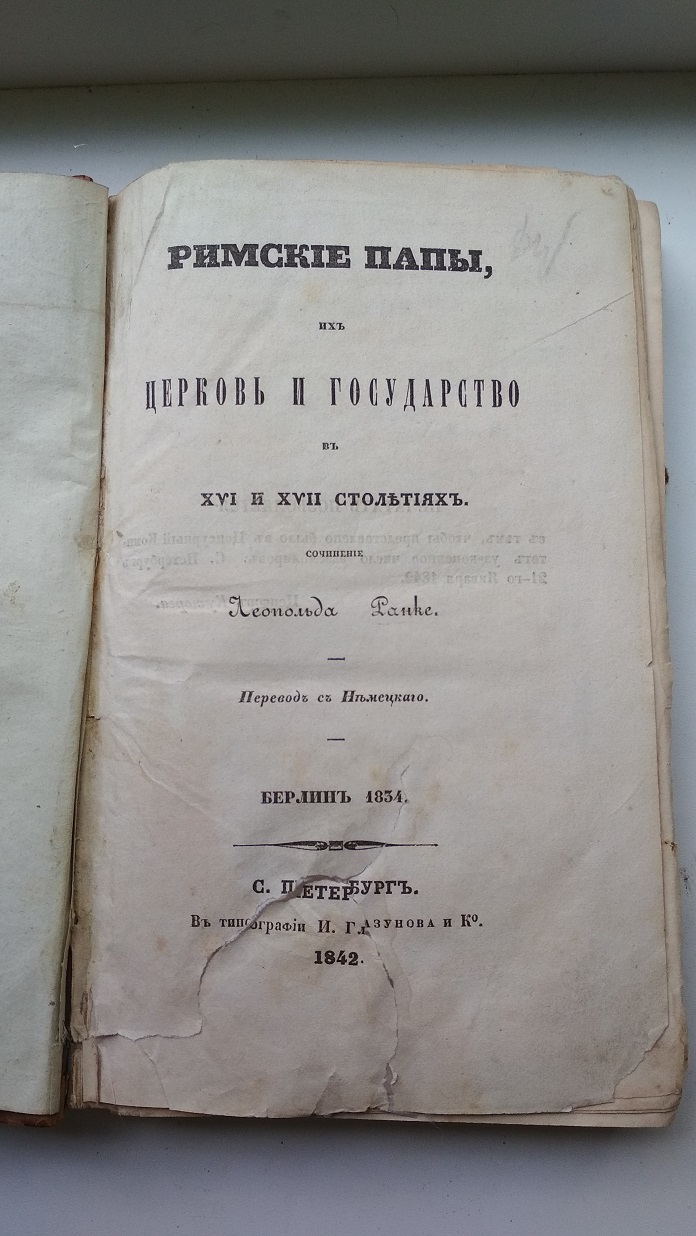 РИМСКІЕ ПАПЫ,
ИХЪ
ЦЕРКОВЬ И ГОСУДАРСТВО
ВЪ
XVI И XVII СТОЛѢТІЯХЪ.
СОЧИНЕНІЕ
Леопольда Ранке.
Переводъ съ Нѣмецкаго.
БЕРЛИНЪ 1834.
С. ПЕТЕРБУРГЪ.
Въ типографіи И. ГЛАЗУНОВА и Кº.
1842.